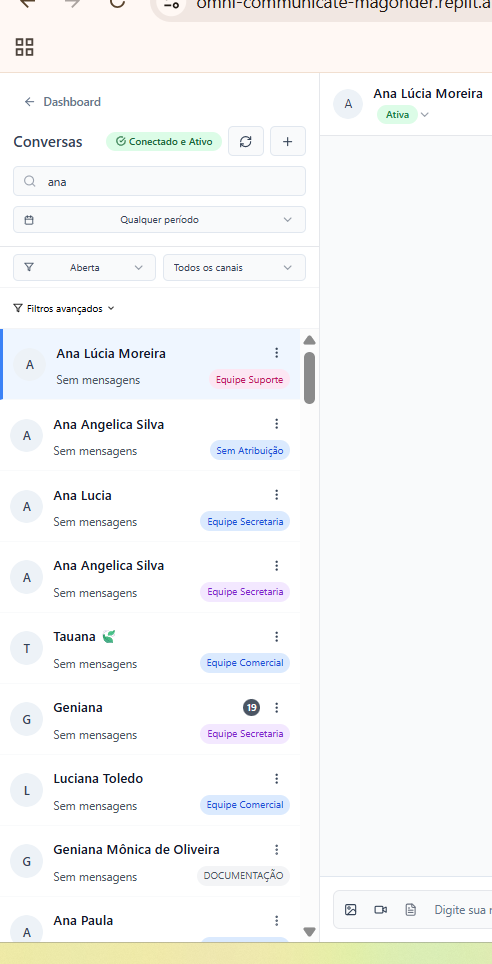 omni-communicate-magonder.replit.a
Dashboard
Conversas
Conectado e Ativo
ana
Qualquer período
Aberta
Todos os canais
Filtros avançados
A
Ana Lúcia Moreira
Sem mensagens
Equipe Suporte
A
Ana Angelica Silva
Sem mensagens
Sem Atribuição
A
Ana Lucia
Sem mensagens
Equipe Secretaria
A
Ana Angelica Silva
Sem mensagens
Equipe Secretaria
T
Tauana
Sem mensagens
Equipe Comercial
G
Geniana
19
Sem mensagens
Equipe Secretaria
L
Luciana Toledo
Sem mensagens
Equipe Comercial
G
Geniana Mônica de Oliveira
Sem mensagens
DOCUMENTAÇÃO
A
Ana Paula
A
Ana Lúcia Moreira
Ativa
Digite sua